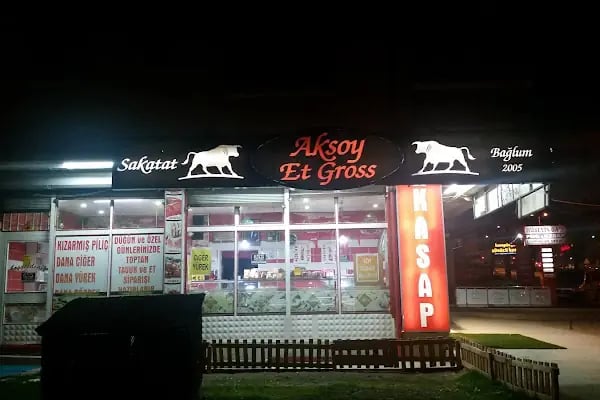 Sakatat
Aksoy
Et Gross
Bağlum
2005
KASAP
KIZARMIŞ PİLİÇ
DANA CİĞER
DANA YÜREK
DÜĞÜN ve ÖZEL
GÜNLERİNİZDE
TOPTAN
TAVUK ve ET
SİPARİŞİ
CİĞER
YÜREK